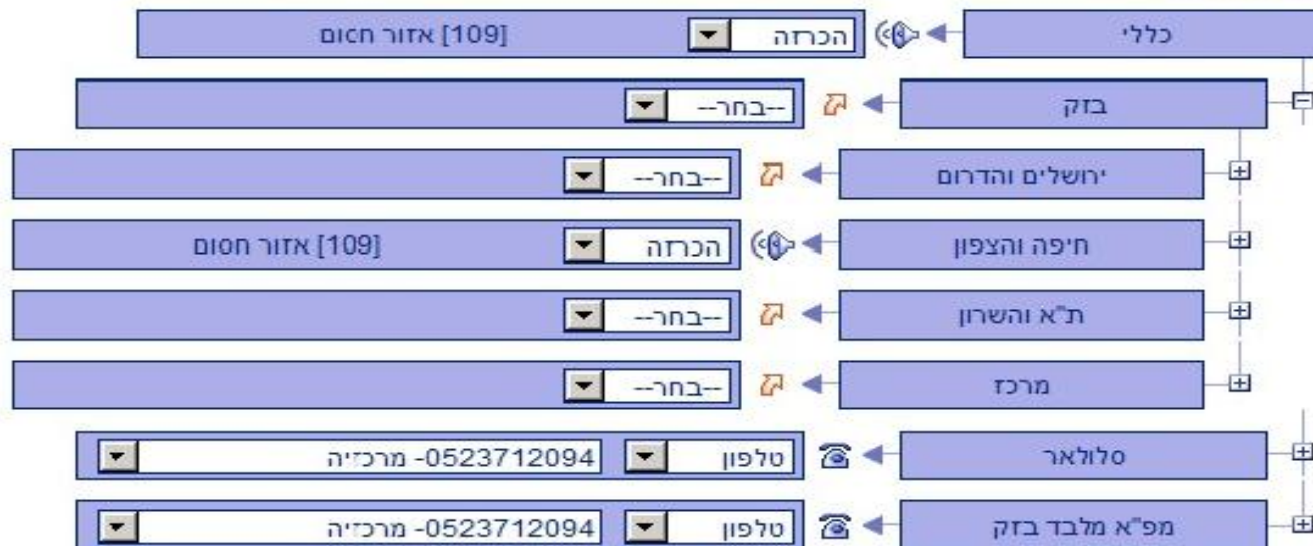 כללי הכרזה [109] אזור חסום
בזק --בחר--
ירושלים והדרום --בחר--
חיפה והצפון הכרזה [109] אזור חסום
ת"א והשרון --בחר--
מרכז --בחר--
סלולאר טלפון 0523712094- מרכזיה
מפ"א מלבד בזק טלפון 0523712094- מרכזיה